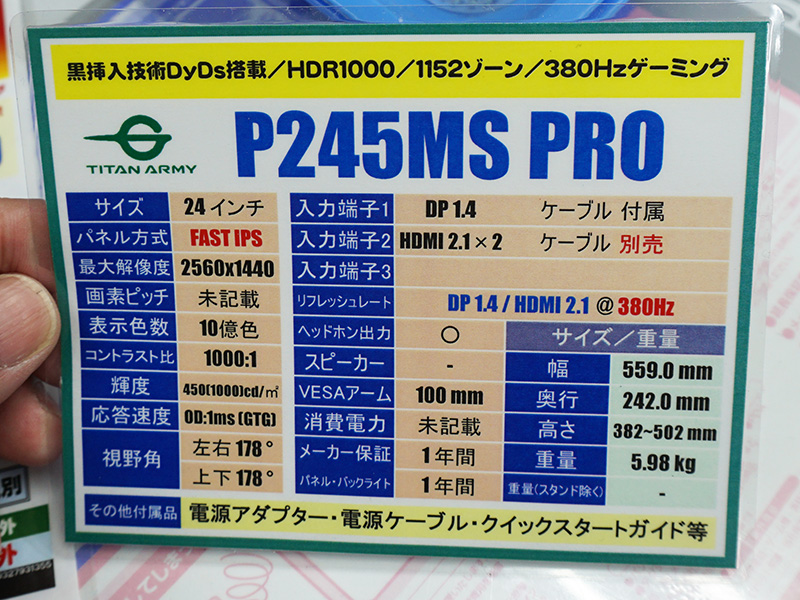 黒挿入技術DyDs搭載／HDR1000／1152ゾーン／380Hzゲーミング
TITAN ARMY
P245MS PRO
サイズ 24 インチ
パネル方式 FAST IPS
最大解像度 2560x1440
画素ピッチ 未記載
表示色数 10億色
コントラスト比 1000:1
輝度 450(1000)cd/㎡
応答速度 OD:1ms (GTG)
視野角 左右 178°
上下 178°
入力端子1 DP 1.4 ケーブル 付属
入力端子2 HDMI 2.1×2 ケーブル 別売
入力端子3
リフレッシュレート DP 1.4 / HDMI 2.1 @ 380Hz
ヘッドホン出力 〇
スピーカー -
VESAアーム 100 mm
消費電力 未記載
メーカー保証 1 年間
パネル・バックライト 1 年間
サイズ／重量
幅 559.0 mm
奥行 242.0 mm
高さ 382~502 mm
重量 5.98 kg
重量(スタンド除く) -
その他付属品 電源アダプター・電源ケーブル・クイックスタートガイド等
別
外
外